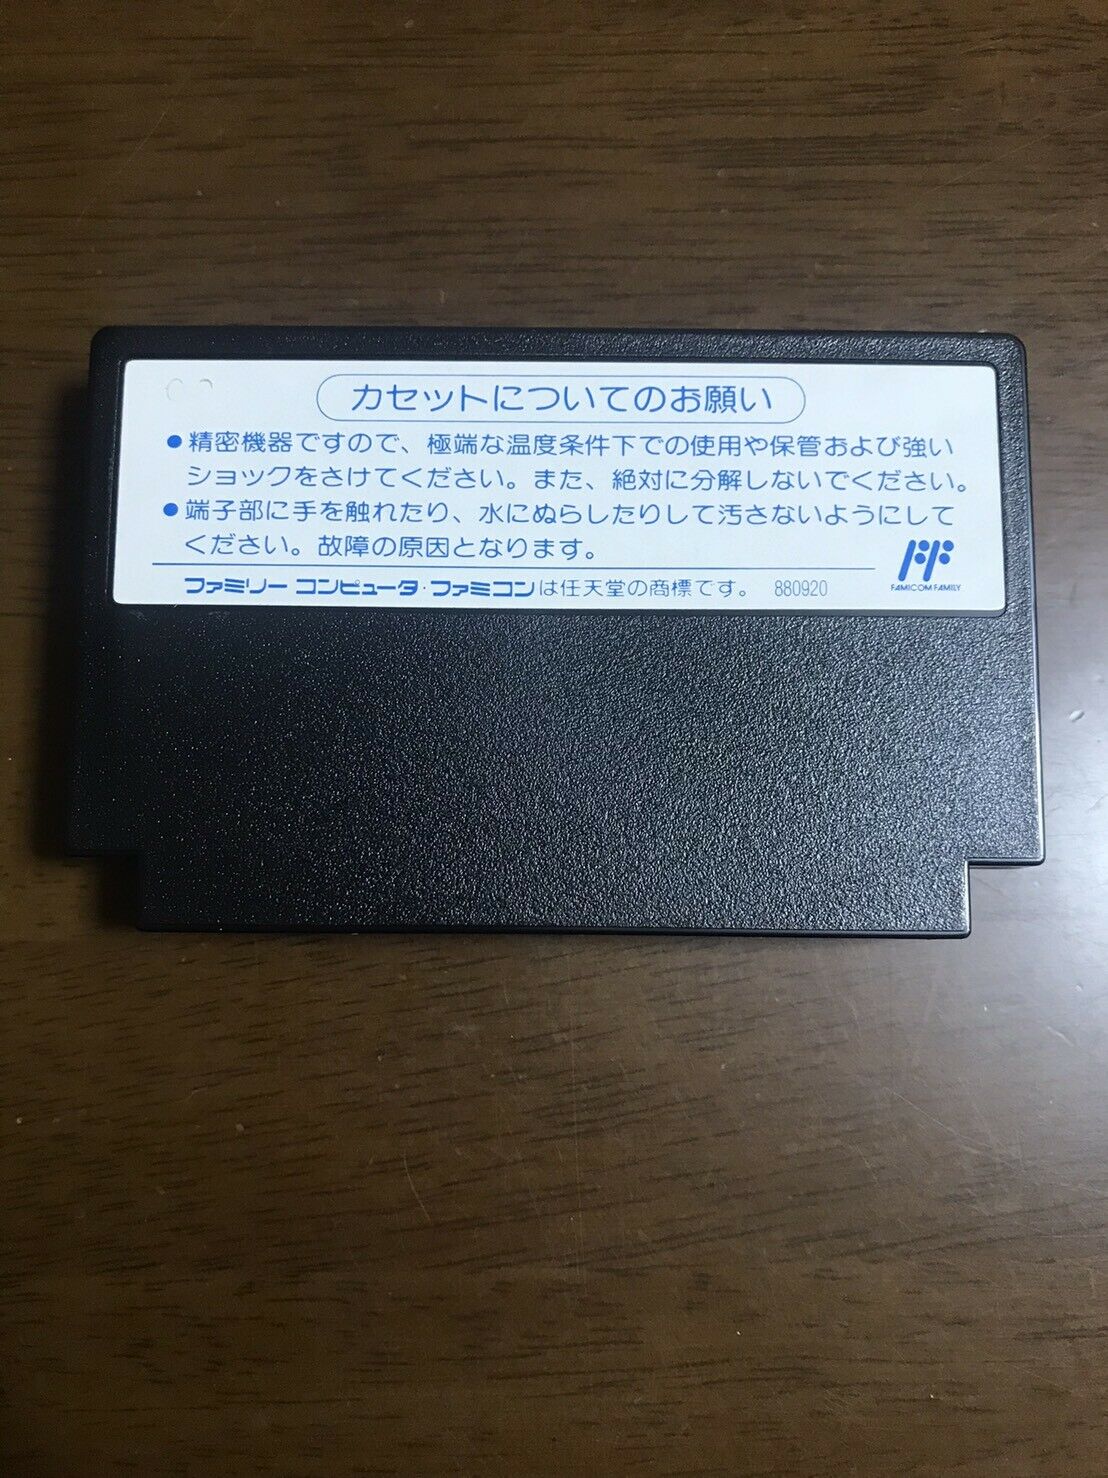 カセットについてのお願い
●精密機器ですので、極端な温度条件下での使用や保管および強い
ショックをさけてください。また、絶対に分解しないでください。
●端子部に手を触れたり、水にぬらしたりして汚さないようにして
ください。故障の原因となります。
ファミリーコンピュータ・ファミコンは任天堂の商標です。 880920
FAMICOM FAMILY